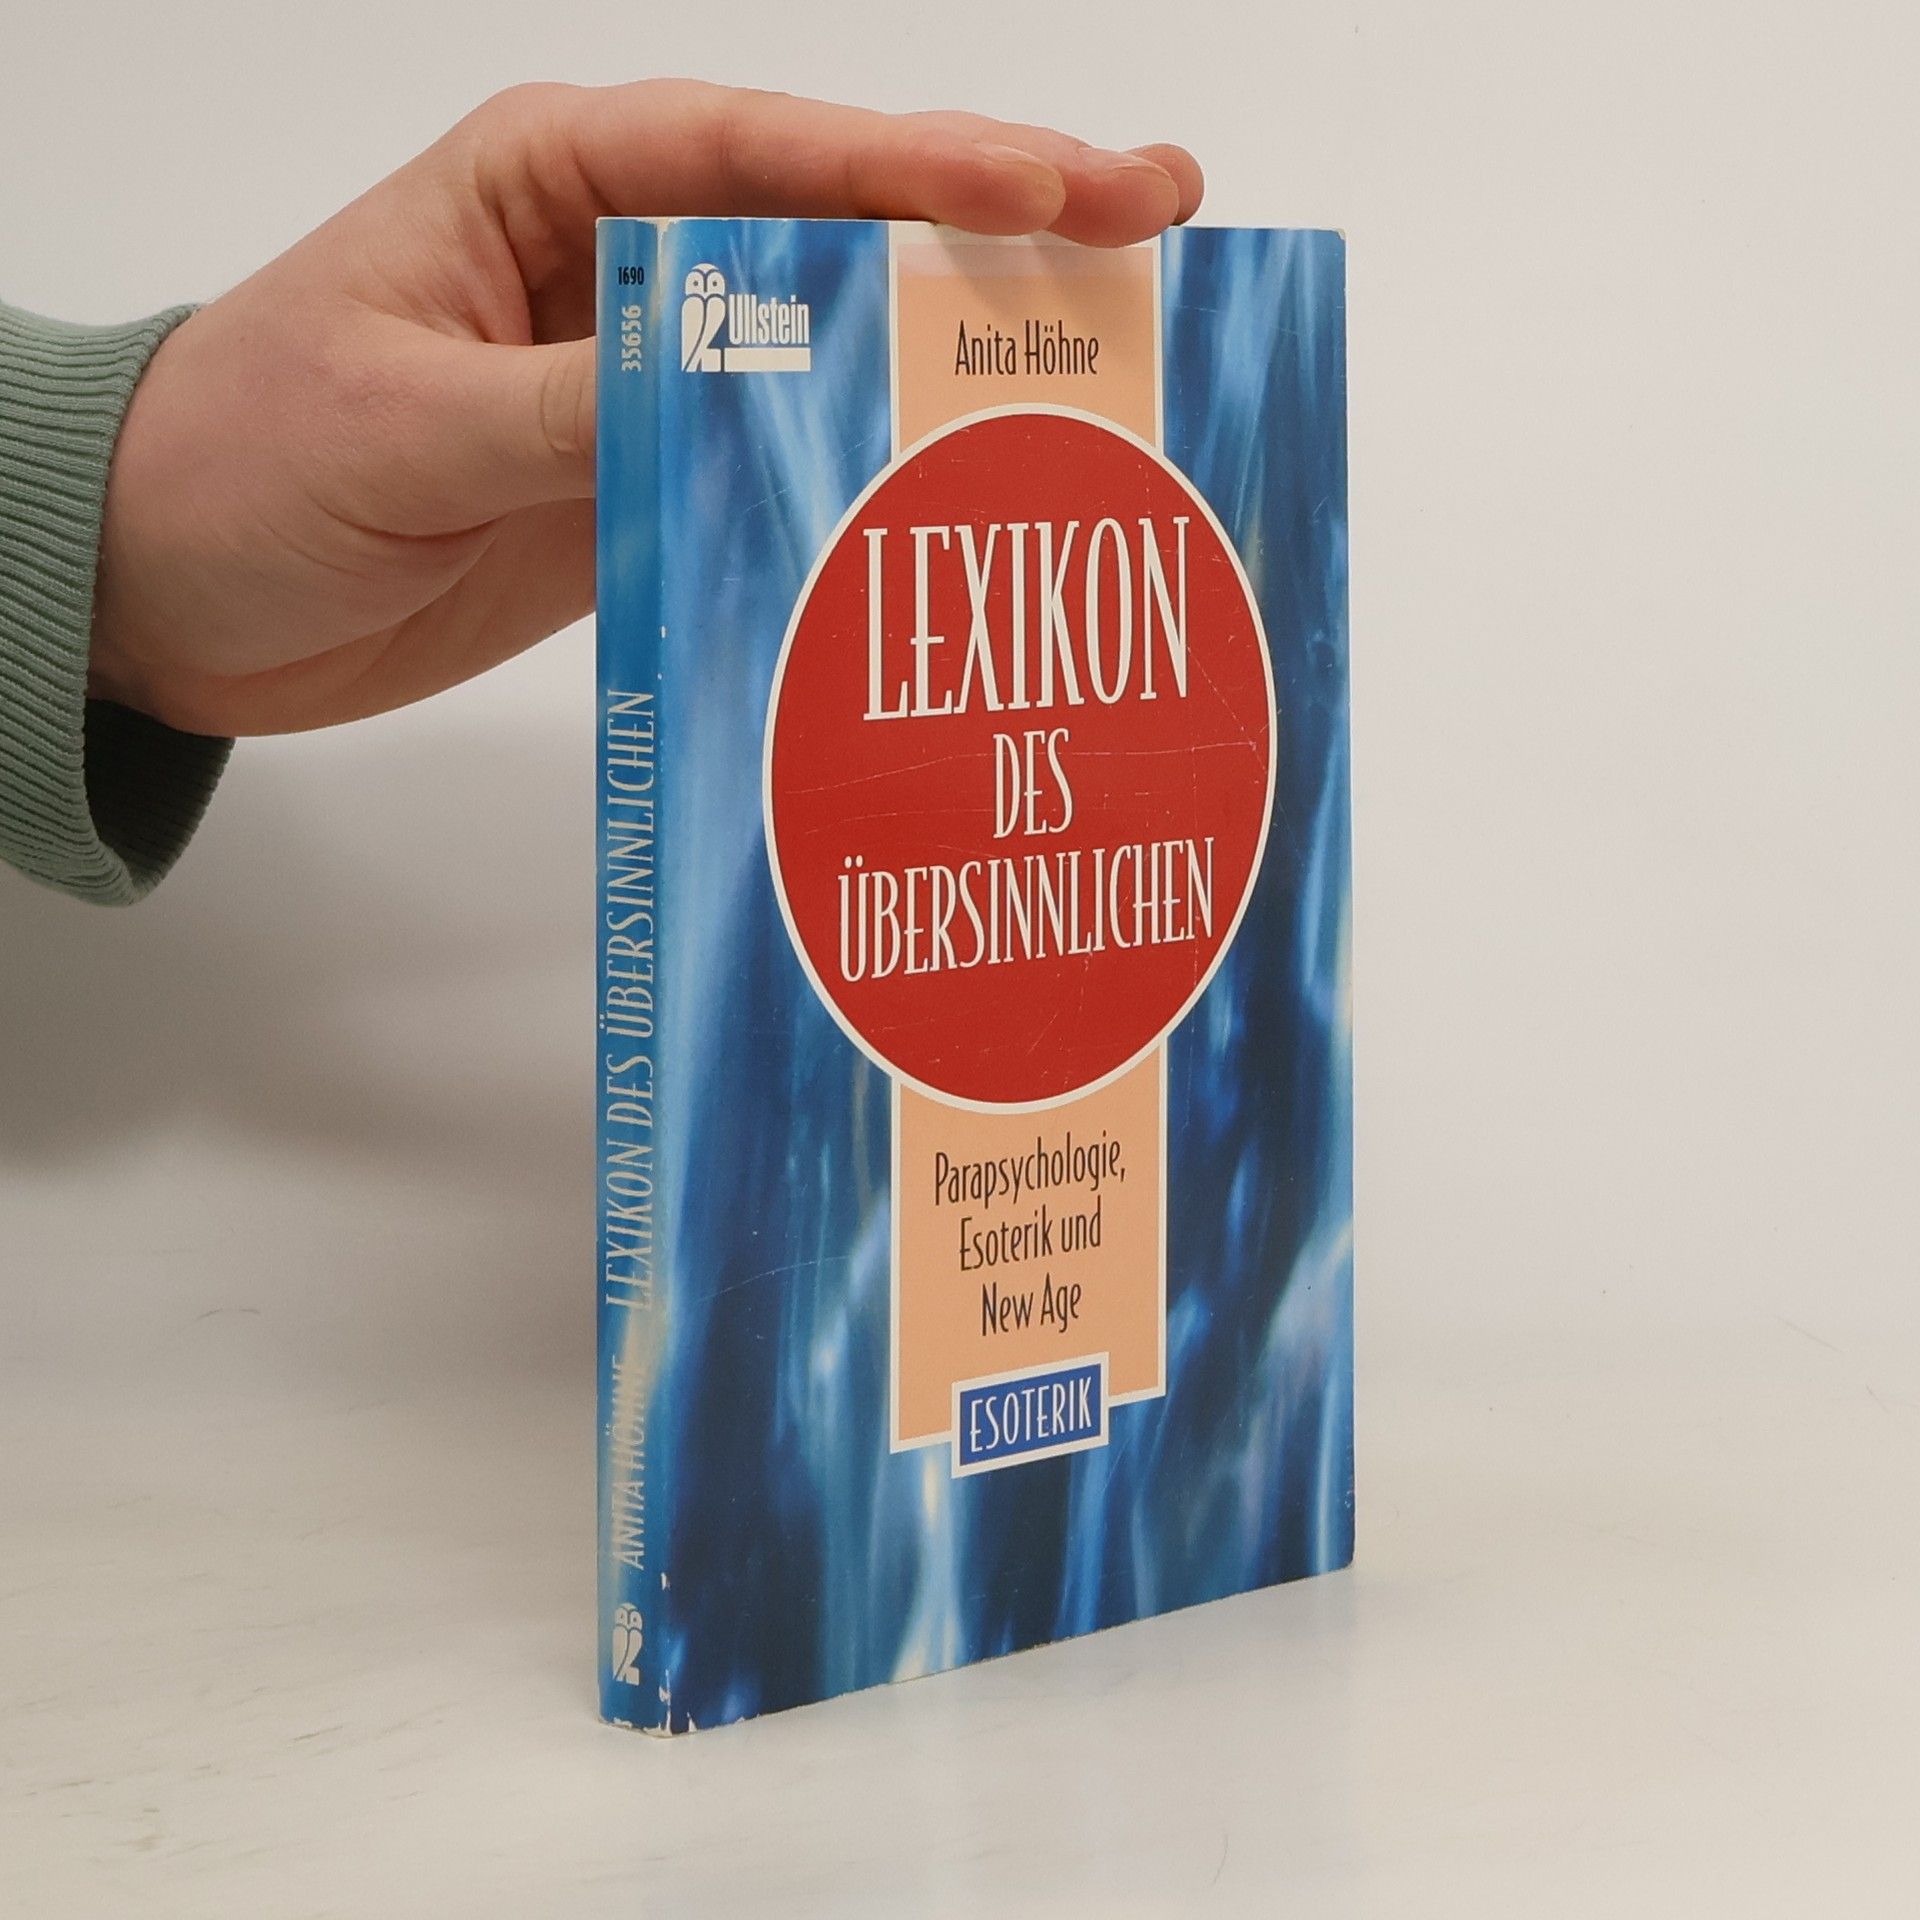 1690
35656
ANITA HÖHNE LEXIKON DES ÜBERSINNLICHEN
Ullstein
Anita Höhne
LEXIKON
DES
ÜBERSINNLICHEN
Parapsychologie,
Esoterik und
New Age
ESOTERIK